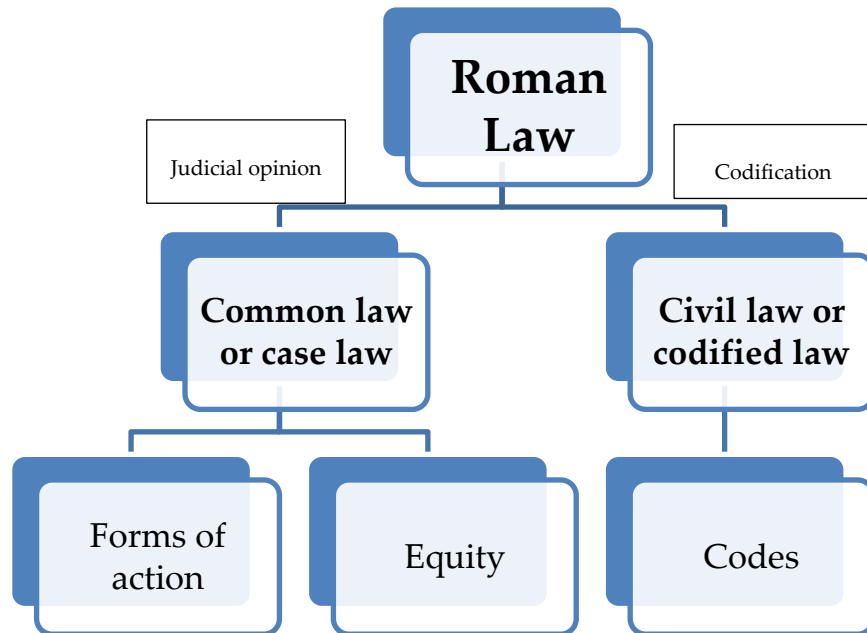 Roman
Law
Judicial opinion
Codification
Common law
or case law
Civil law or
codified law
Forms of
action
Equity
Codes